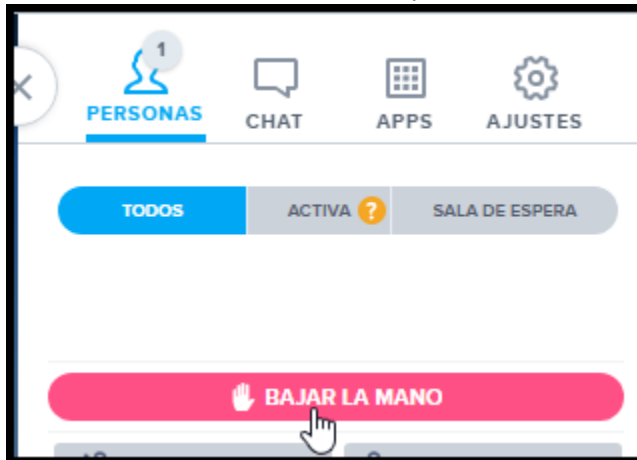 1
PERSONAS CHAT APPS AJUSTES
TODOS ACTIVA ? SALA DE ESPERA
BAJAR LA MANO